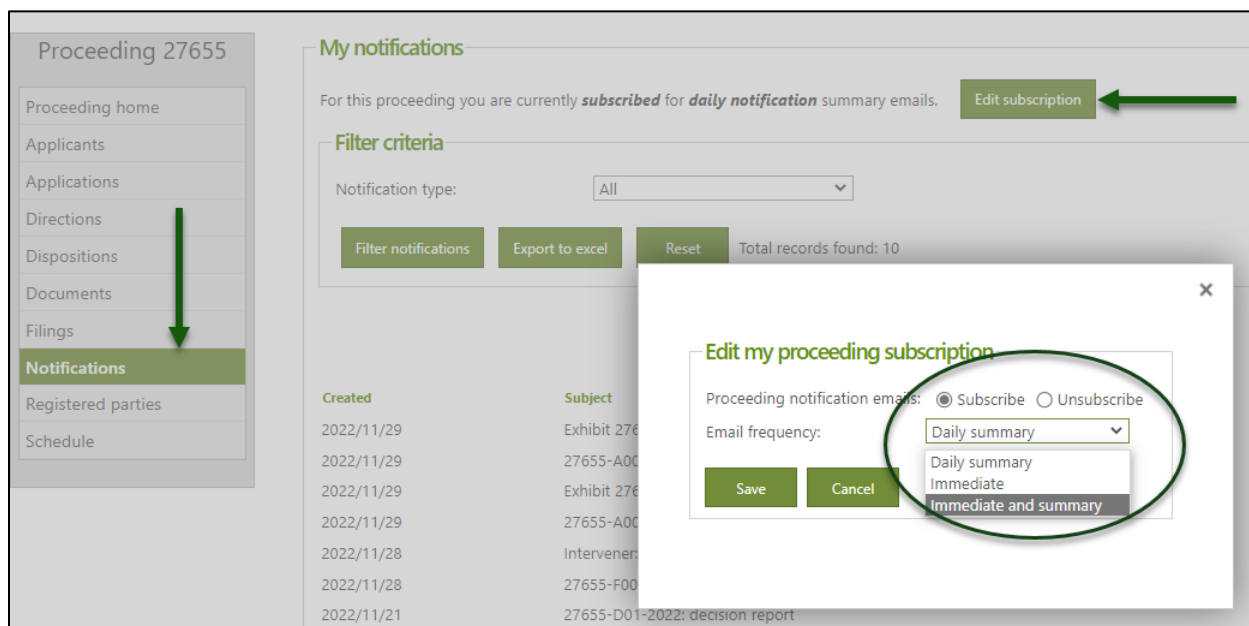 Proceeding 27655
Proceeding home
Applicants
Applications
Directions
Dispositions
Documents
Filings
Notifications
Registered parties
Schedule
My notifications
For this proceeding you are currently subscribed for daily notification summary emails.
Edit subscription
Filter criteria
Notification type:
All
Filter notifications
Export to excel
Reset
Total records found: 10
Created
Subject
2022/11/29
Exhibit 276
2022/11/29
27655-A00
2022/11/29
Exhibit 276
2022/11/29
27655-A00
2022/11/28
Intervener:
2022/11/28
27655-F00
2022/11/21
27655-D01-2022: decision report
×
Edit my proceeding subscription
Proceeding notification emails:
Subscribe
Unsubscribe
Email frequency:
Daily summary
Daily summary
Immediate
Immediate and summary
Save
Cancel